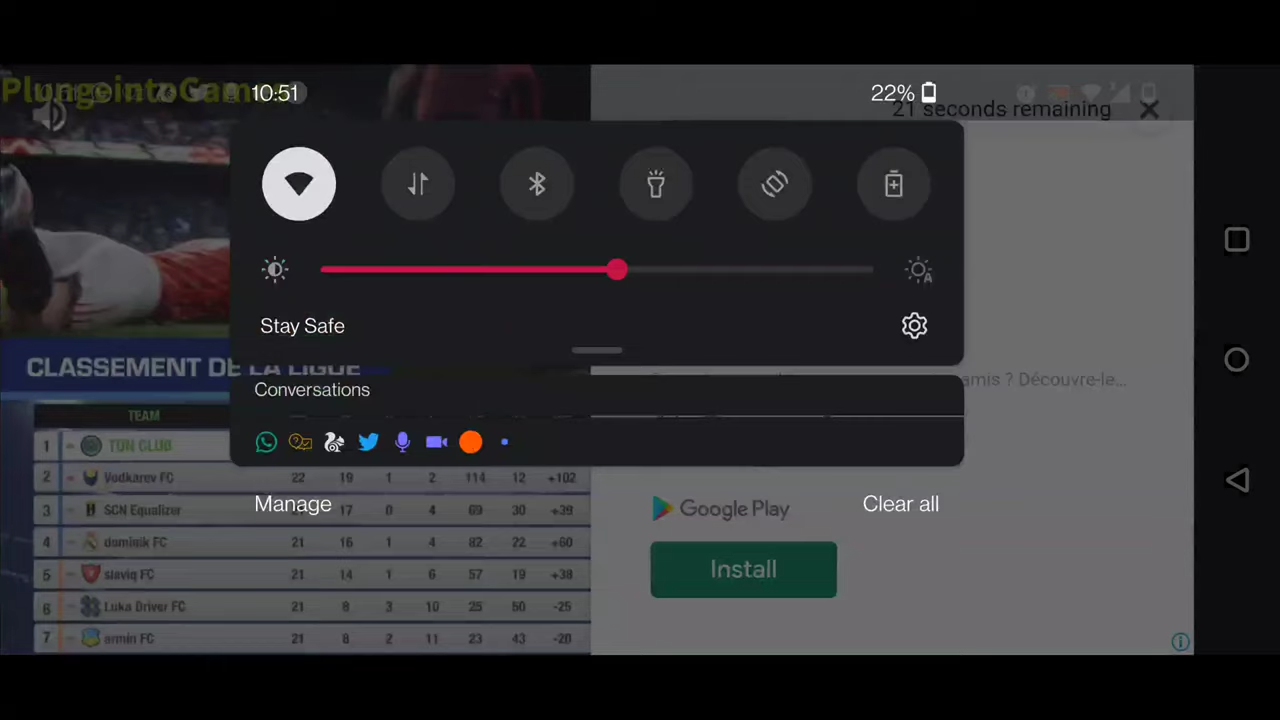 PlungeintoGames
10:51
22%
21 seconds remaining
Stay Safe
CLASSEMENT DE LA LIGUE
Conversations
amis ? Découvre-le...
TEAM
1 TUN CLUB
2 Vodkarev FC 22 19 1 2 114 12 +102
3 SCN Equalizer 17 0 4 69 30 +39
4 dominik FC 21 16 1 4 82 22 +60
5 slaviq FC 21 14 1 6 57 19 +38
6 Luka Driver FC 21 8 3 10 25 50 -25
7 armin FC 21 8 2 11 23 43 -20
Manage
Clear all
Google Play
Install